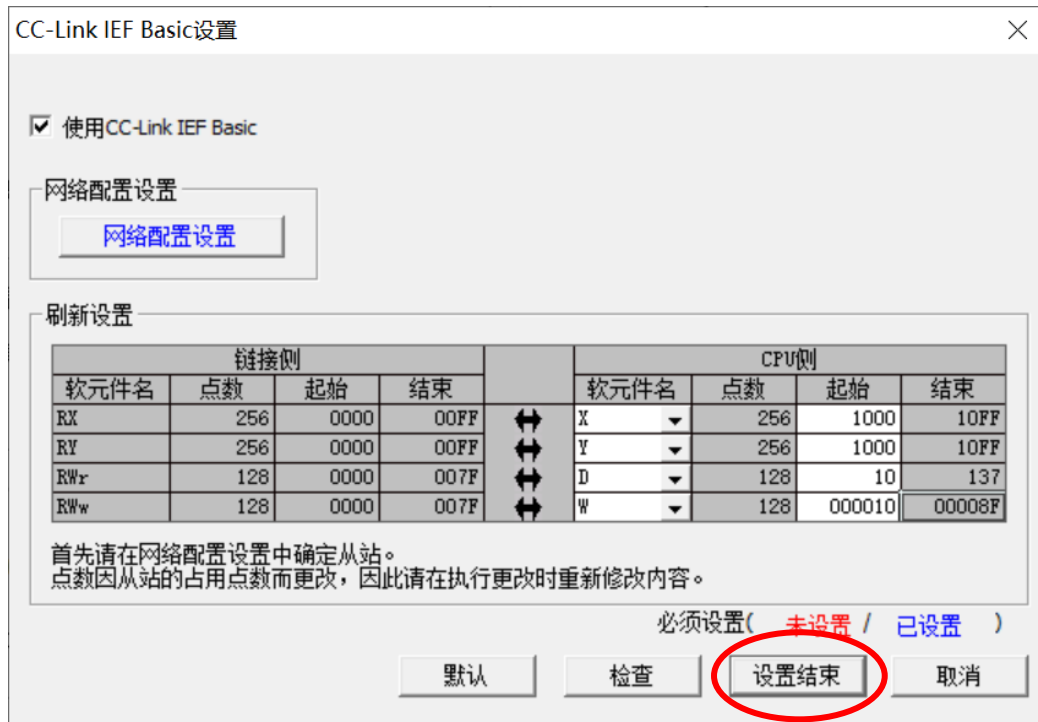 CC-Link IEF Basic设置
使用CC-Link IEF Basic
网络配置设置
网络配置设置
刷新设置
链接侧 CPU侧
软元件名 点数 起始 结束 软元件名 点数 起始 结束
RX 256 0000 00FF X 256 1000 10FF
RY 256 0000 00FF Y 256 1000 10FF
RWr 128 0000 007F D 128 10 137
RWw 128 0000 007F W 128 000010 00008F
首先请在网络配置设置中确定从站。
点数因从站的占用点数而更改，因此请在执行更改时重新修改内容。
必须设置( 未设置 / 已设置 )
默认 检查 设置结束 取消